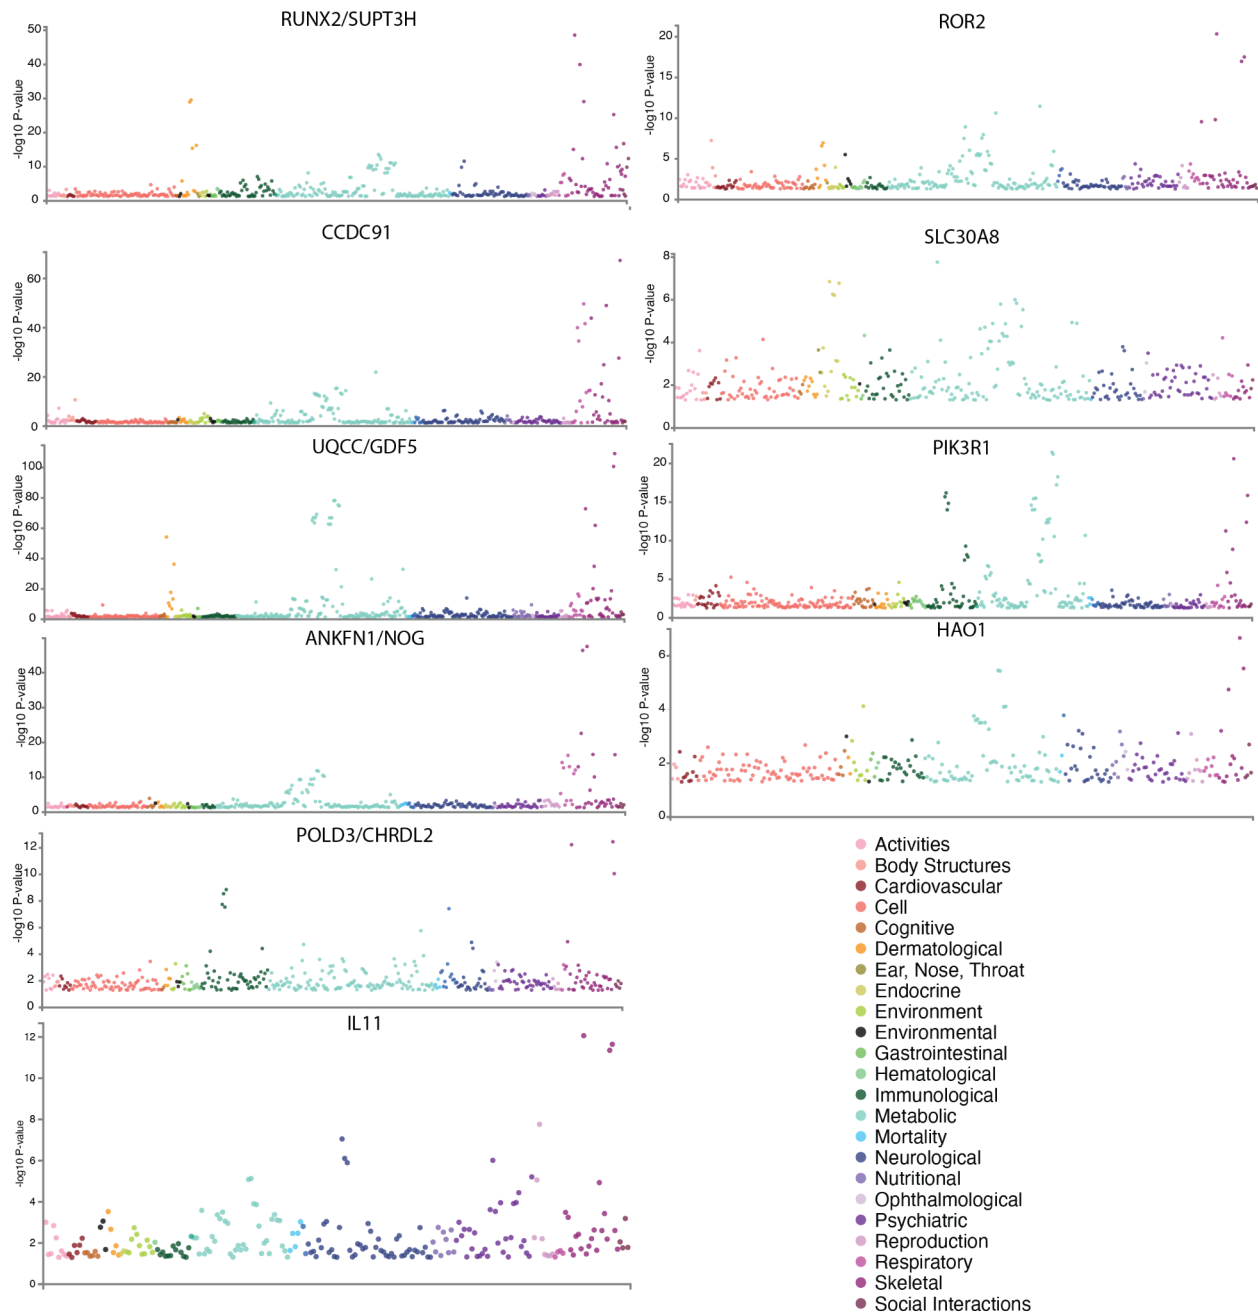 RUNX2/SUPT3H
-log10 P-value
50
40
30
20
10
0
ROR2
-log10 P-value
20
15
10
5
0
CCDC91
-log10 P-value
60
40
20
0
SLC30A8
-log10 P-value
8
6
4
2
0
UQCC/GDF5
-log10 P-value
100
80
60
40
20
0
PIK3R1
-log10 P-value
20
15
10
5
0
ANKFN1/NOG
-log10 P-value
40
30
20
10
0
HAO1
-log10 P-value
6
4
2
0
POLD3/CHRDL2
-log10 P-value
12
10
8
6
4
2
0
IL11
-log10 P-value
12
10
8
6
4
2
0
Activities
Body Structures
Cardiovascular
Cell
Cognitive
Dermatological
Ear, Nose, Throat
Endocrine
Environment
Environmental
Gastrointestinal
Hematological
Immunological
Metabolic
Mortality
Neurological
Nutritional
Ophthalmological
Psychiatric
Reproduction
Respiratory
Skeletal
Social Interactions